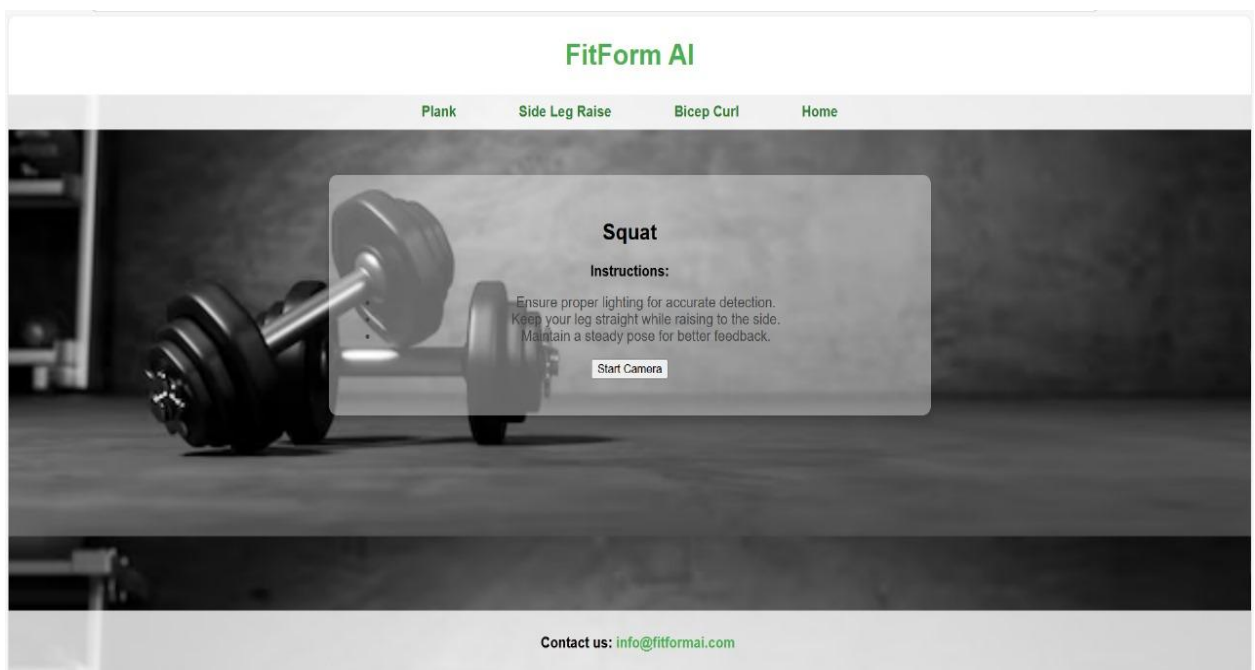 FitForm AI
Plank Side Leg Raise Bicep Curl Home
Squat
Instructions:
Ensure proper lighting for accurate detection.
Keep your leg straight while raising to the side.
Maintain a steady pose for better feedback.
Start Camera
Contact us: info@fitformai.com